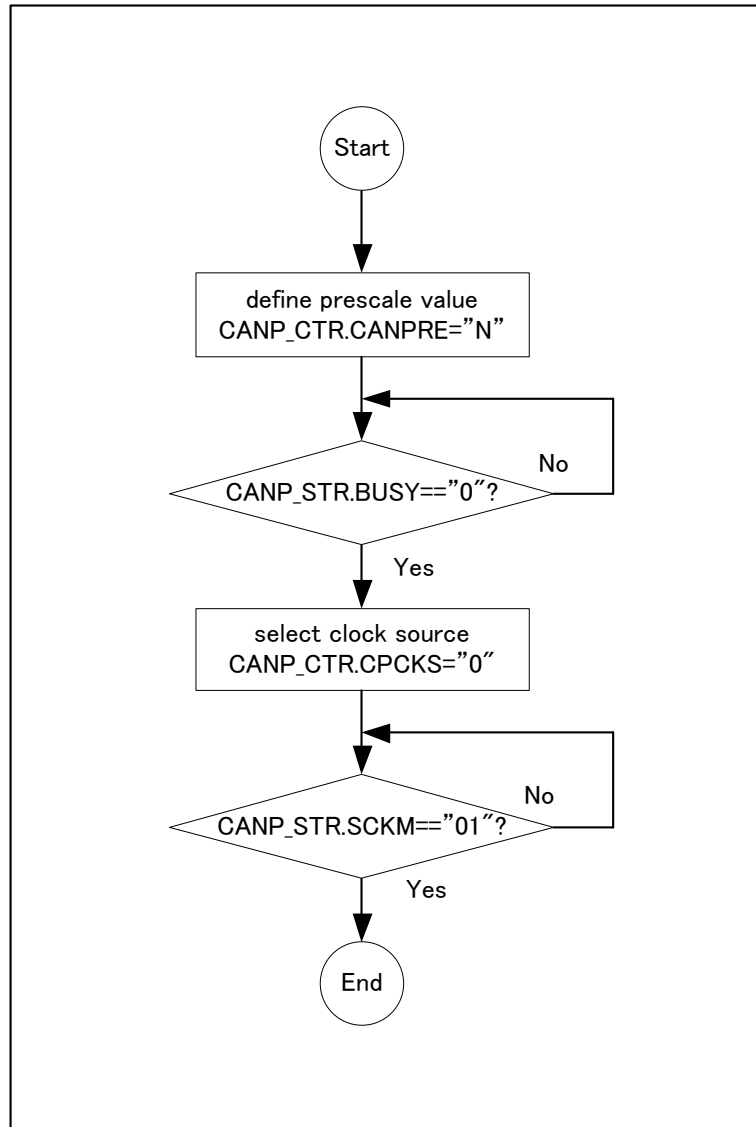 Start
define prescale value
CANP_CTR.CANPRE=”N”
No
CANP_STR.BUSY==”0″?
Yes
select clock source
CANP_CTR.CPCKS=”0″
No
CANP_STR.SCKM==”01″?
Yes
End